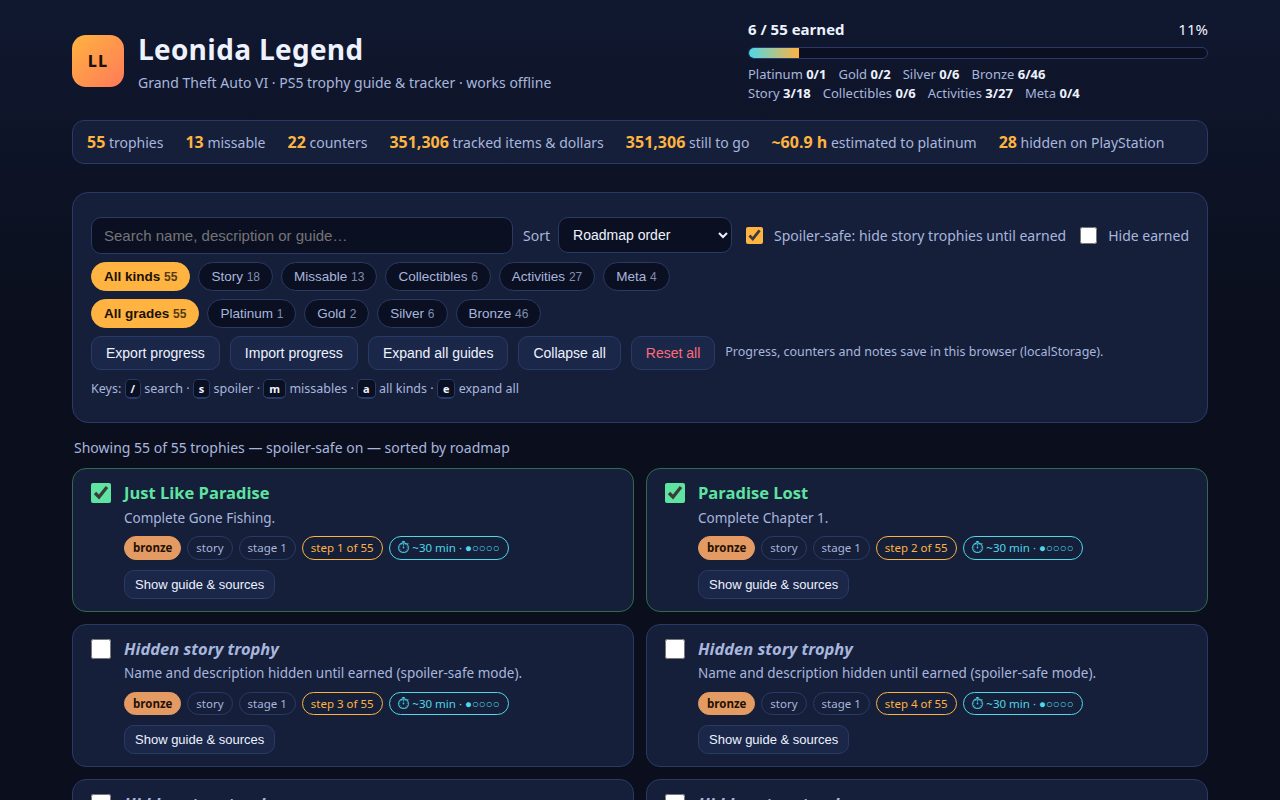 LL
Leonida Legend
Grand Theft Auto VI · PS5 trophy guide & tracker · works offline
6 / 55 earned 11%
Platinum 0/1 Gold 0/2 Silver 0/6 Bronze 6/46
Story 3/18 Collectibles 0/6 Activities 3/27 Meta 0/4
55 trophies 13 missable 22 counters 351,306 tracked items & dollars 351,306 still to go ~60.9 h estimated to platinum 28 hidden on PlayStation
Search name, description or guide… Sort Roadmap order Spoiler-safe: hide story trophies until earned Hide earned
All kinds 55 Story 18 Missable 13 Collectibles 6 Activities 27 Meta 4
All grades 55 Platinum 1 Gold 2 Silver 6 Bronze 46
Export progress Import progress Expand all guides Collapse all Reset all Progress, counters and notes save in this browser (localStorage).
Keys: / search · s spoiler · m missables · a all kinds · e expand all
Showing 55 of 55 trophies — spoiler-safe on — sorted by roadmap
Just Like Paradise
Complete Gone Fishing.
bronze story stage 1 step 1 of 55 ⏱ ~30 min · ●○○○○
Show guide & sources
Paradise Lost
Complete Chapter 1.
bronze story stage 1 step 2 of 55 ⏱ ~30 min · ●○○○○
Show guide & sources
Hidden story trophy
Name and description hidden until earned (spoiler-safe mode).
bronze story stage 1 step 3 of 55 ⏱ ~30 min · ●○○○○
Show guide & sources
Hidden story trophy
Name and description hidden until earned (spoiler-safe mode).
bronze story stage 1 step 4 of 55 ⏱ ~30 min · ●○○○○
Show guide & sources